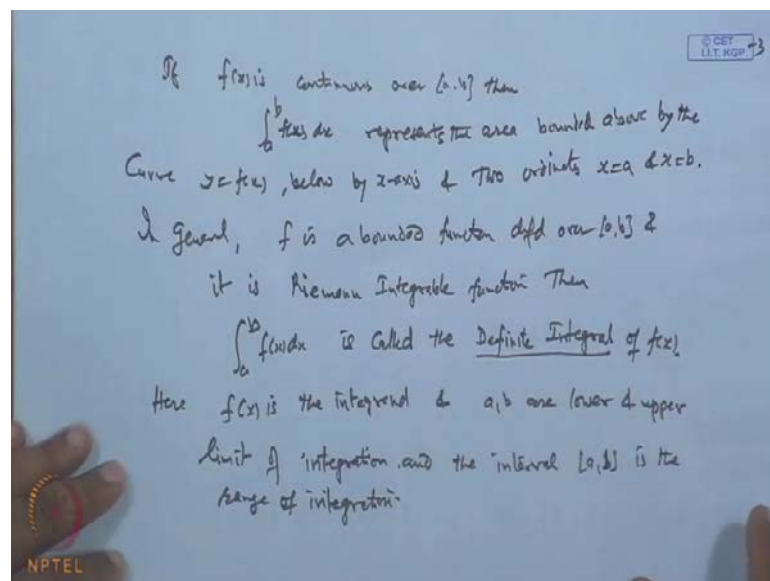 © CET
I.I.T. KGP
-3
If f(x) is continuous over [a,b] then
∫_a^b f(x) dx represents the area bounded above by the
Curve y=f(x), below by x-axis & Two ordinates x=a & x=b.
In General, f is a bounded function defd over [a,b] &
it is Riemann Integrable function Then
∫_a^b f(x)dx is called the Definite Integral of f(x).
Here f(x) is the integrend & a,b are lower & upper
limit of integration and the interval [a,b] is the
range of integration.
NPTEL